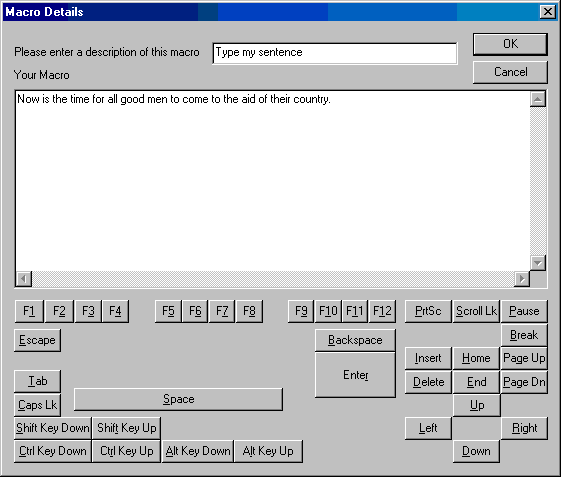 Macro Details
OK
Please enter a description of this macro Type my sentence
Cancel
Your Macro
Now is the time for all good men to come to the aid of their country.
F1 F2 F3 F4 F5 F6 F7 F8 F9 F10 F11 F12 PrtSc Scroll Lk Pause
Escape Backspace Break
Insert Home Page Up
Tab Enter Delete End Page Dn
Caps Lk Space Up
Shift Key Down Shift Key Up Left Right
Ctrl Key Down Ctrl Key Up Alt Key Down Alt Key Up Down